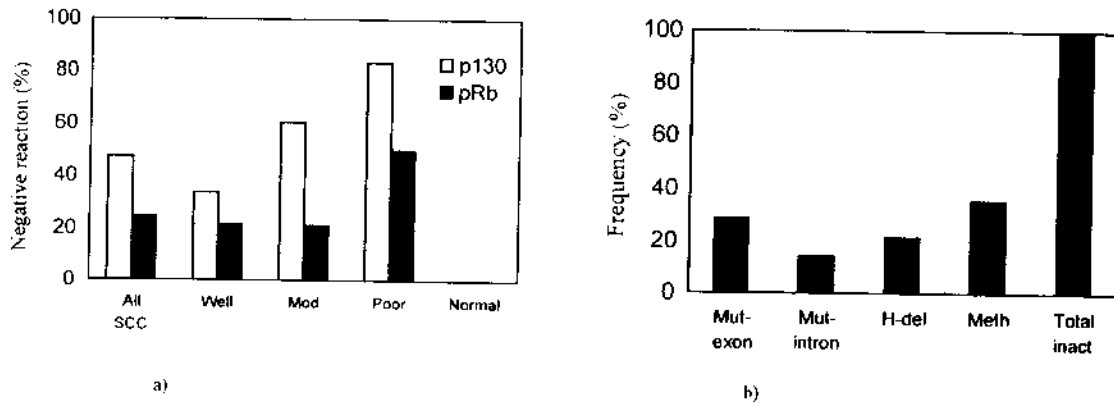 100
80
60
40
20
0
Negative reaction (%)
p130
pRb
All
SCC
Well
Mod
Poor
Normal
a)
100
80
60
40
20
0
Frequency (%)
Mut-
exon
Mut-
intron
H-del
Meth
Total
inact
b)